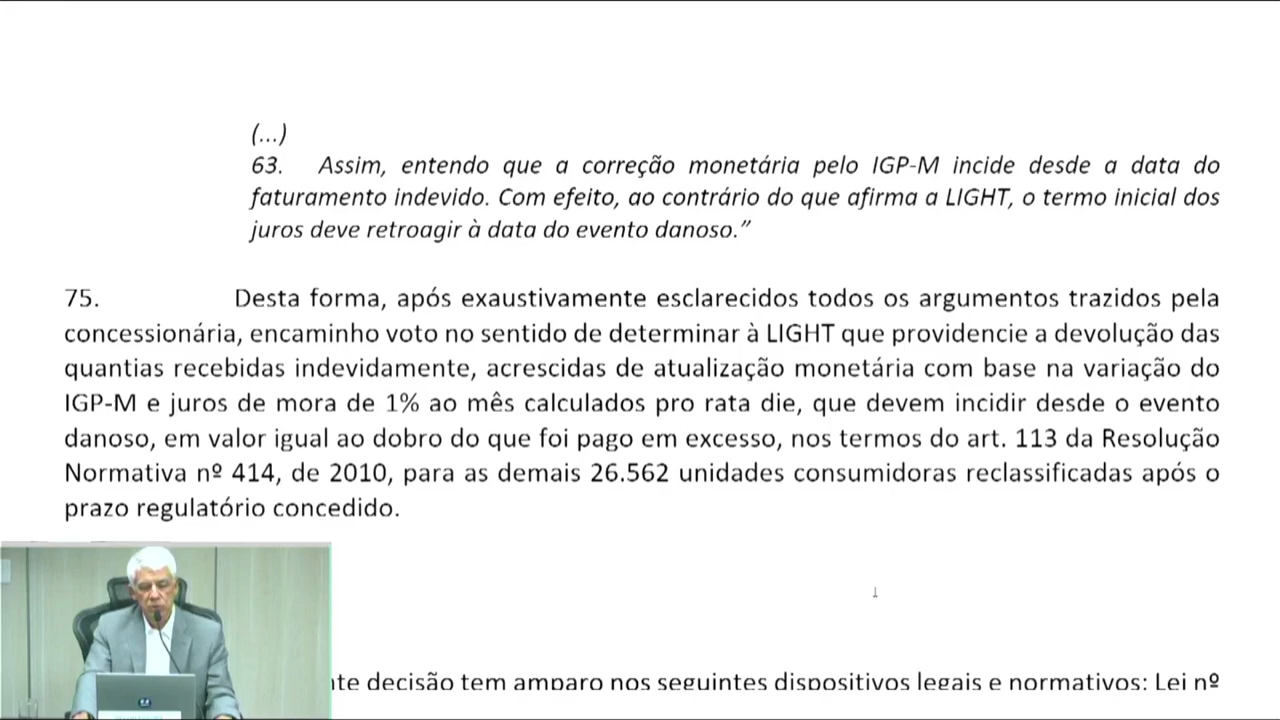 (...)
63. Assim, entendo que a correção monetária pelo IGP-M incide desde a data do
faturamento indevido. Com efeito, ao contrário do que afirma a LIGHT, o termo inicial dos
juros deve retroagir à data do evento danoso.”
75. Desta forma, após exaustivamente esclarecidos todos os argumentos trazidos pela
concessionária, encaminho voto no sentido de determinar à LIGHT que providencie a devolução das
quantias recebidas indevidamente, acrescidas de atualização monetária com base na variação do
IGP-M e juros de mora de 1% ao mês calculados pro rata die, que devem incidir desde o evento
danoso, em valor igual ao dobro do que foi pago em excesso, nos termos do art. 113 da Resolução
Normativa nº 414, de 2010, para as demais 26.562 unidades consumidoras reclassificadas após o
prazo regulatório concedido.
nte decisão tem amparo nos seguintes dispositivos legais e normativos: Lei nº